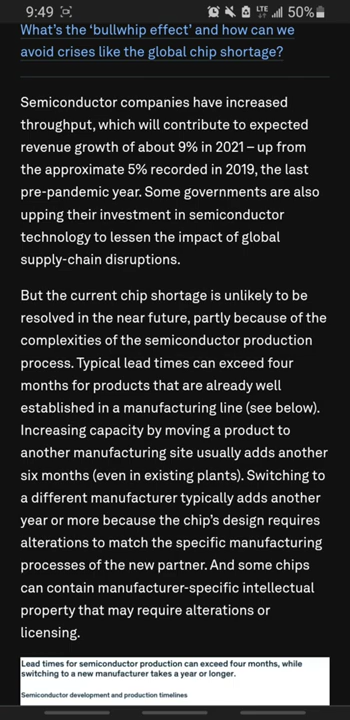 9:49 LTE 50%
What's the 'bullwhip effect' and how can we
avoid crises like the global chip shortage?
Semiconductor companies have increased
throughput, which will contribute to expected
revenue growth of about 9% in 2021 – up from
the approximate 5% recorded in 2019, the last
pre-pandemic year. Some governments are also
upping their investment in semiconductor
technology to lessen the impact of global
supply-chain disruptions.
But the current chip shortage is unlikely to be
resolved in the near future, partly because of the
complexities of the semiconductor production
process. Typical lead times can exceed four
months for products that are already well
established in a manufacturing line (see below).
Increasing capacity by moving a product to
another manufacturing site usually adds another
six months (even in existing plants). Switching to
a different manufacturer typically adds another
year or more because the chip's design requires
alterations to match the specific manufacturing
processes of the new partner. And some chips
can contain manufacturer-specific intellectual
property that may require alterations or
licensing.
Lead times for semiconductor production can exceed four months, while
switching to a new manufacturer takes a year or longer.
Semiconductor development and production timelines